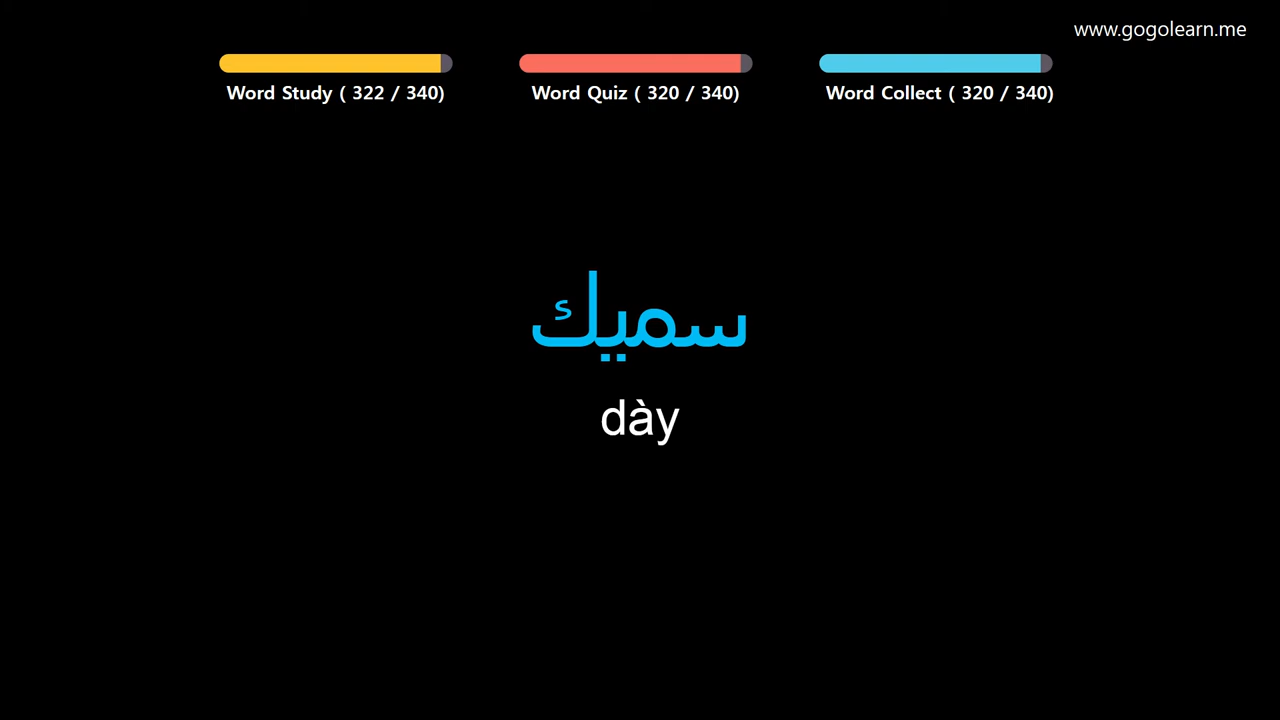 www.gogolearn.me
Word Study ( 322 / 340)
Word Quiz ( 320 / 340)
Word Collect ( 320 / 340)
سميك
dày